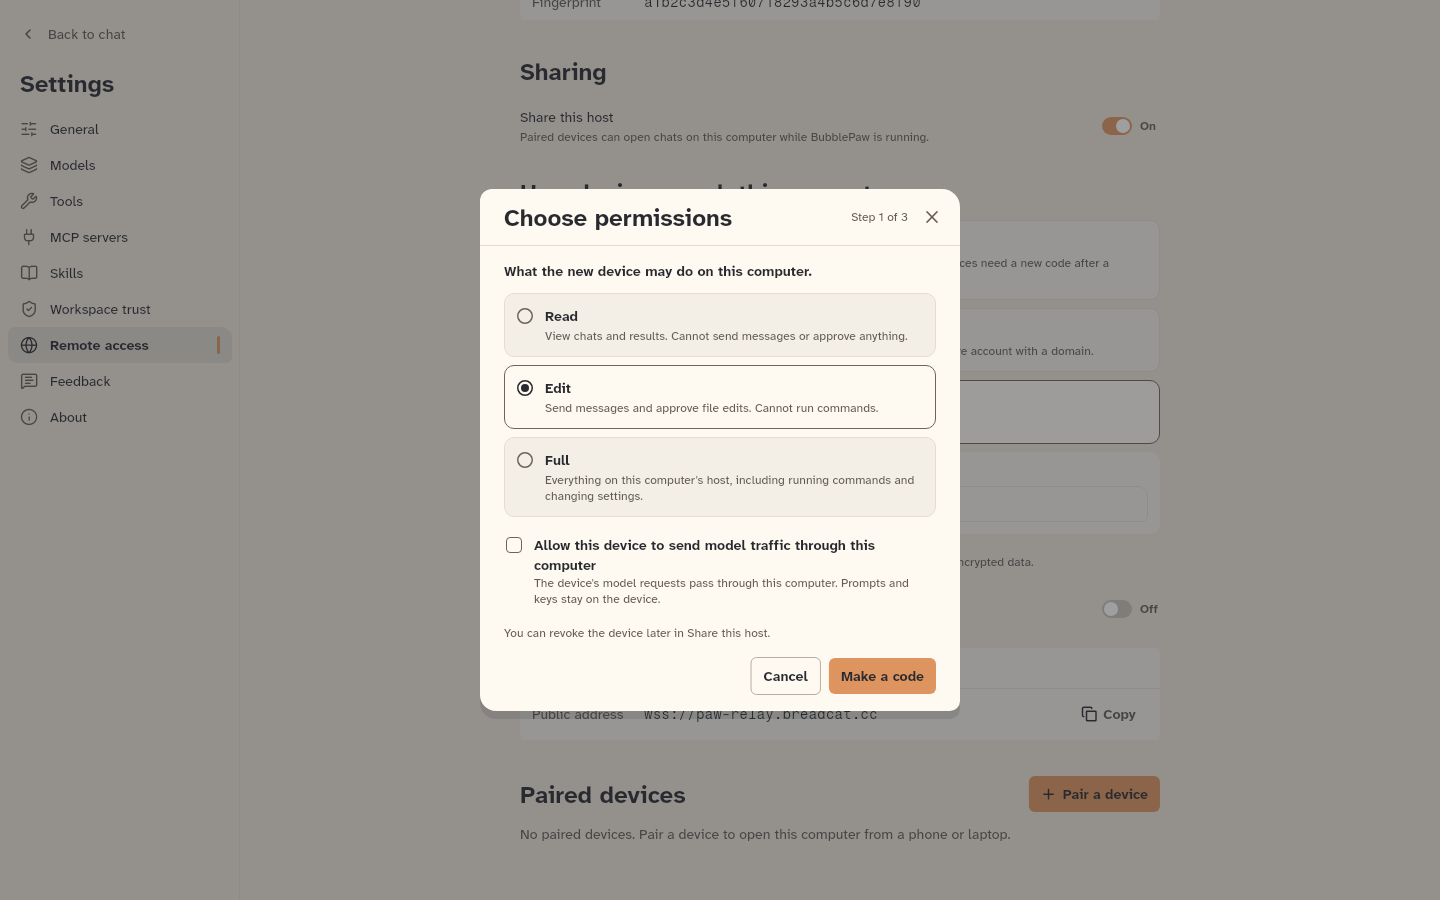 Back to chat
Settings
General
Models
Tools
MCP servers
Skills
Workspace trust
Remote access
Feedback
About
Fingerprint
Sharing
Share this host
Paired devices can open chats on this computer while BubblePaw is running.
On
Choose permissions
Step 1 of 3
What the new device may do on this computer.
Read
View chats and results. Cannot send messages or approve anything.
Edit
Send messages and approve file edits. Cannot run commands.
Full
Everything on this computer's host, including running commands and
changing settings.
Allow this device to send model traffic through this
computer
The device's model requests pass through this computer. Prompts and
keys stay on the device.
You can revoke the device later in Share this host.
Cancel
Make a code
need a new code after a
account with a domain.
data.
Off
Public address
wss://paw-relay.breadcat.cc
Copy
Paired devices
Pair a device
No paired devices. Pair a device to open this computer from a phone or laptop.